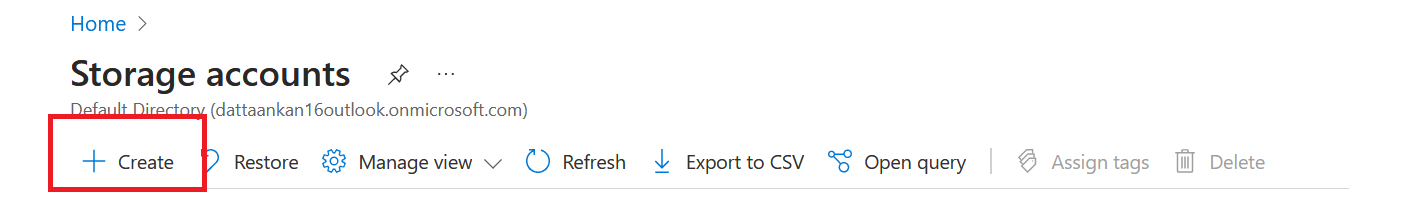 Home
Storage accounts
Default Directory (dattaankan16outlook.onmicrosoft.com)
Create Restore Manage view Refresh Export to CSV Open query Assign tags Delete